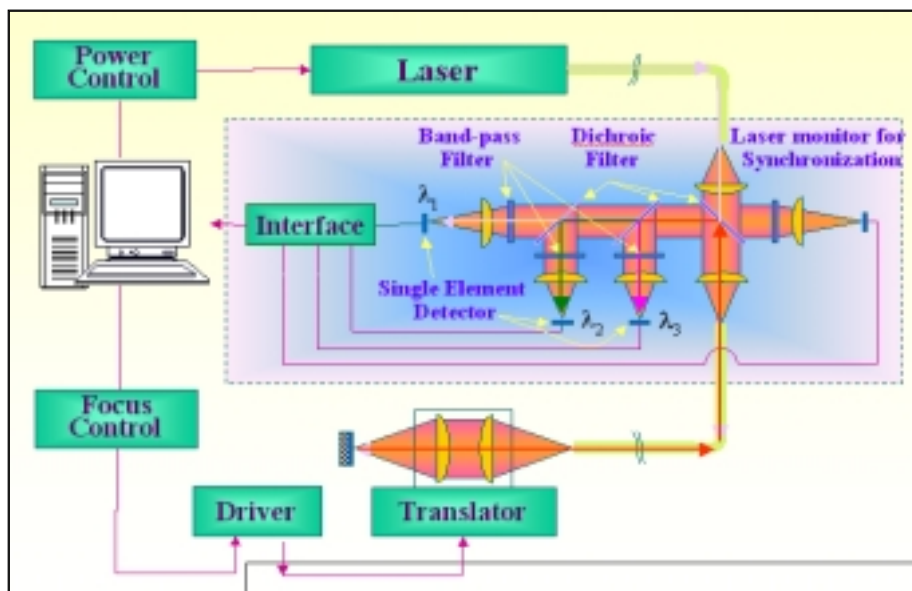 Power
Control
Laser
Band-pass
Filter
Dichroic
Filter
Laser monitor for
Synchronization
λ1
Interface
Single Element
Detector
λ2
λ3
Focus
Control
Driver
Translator